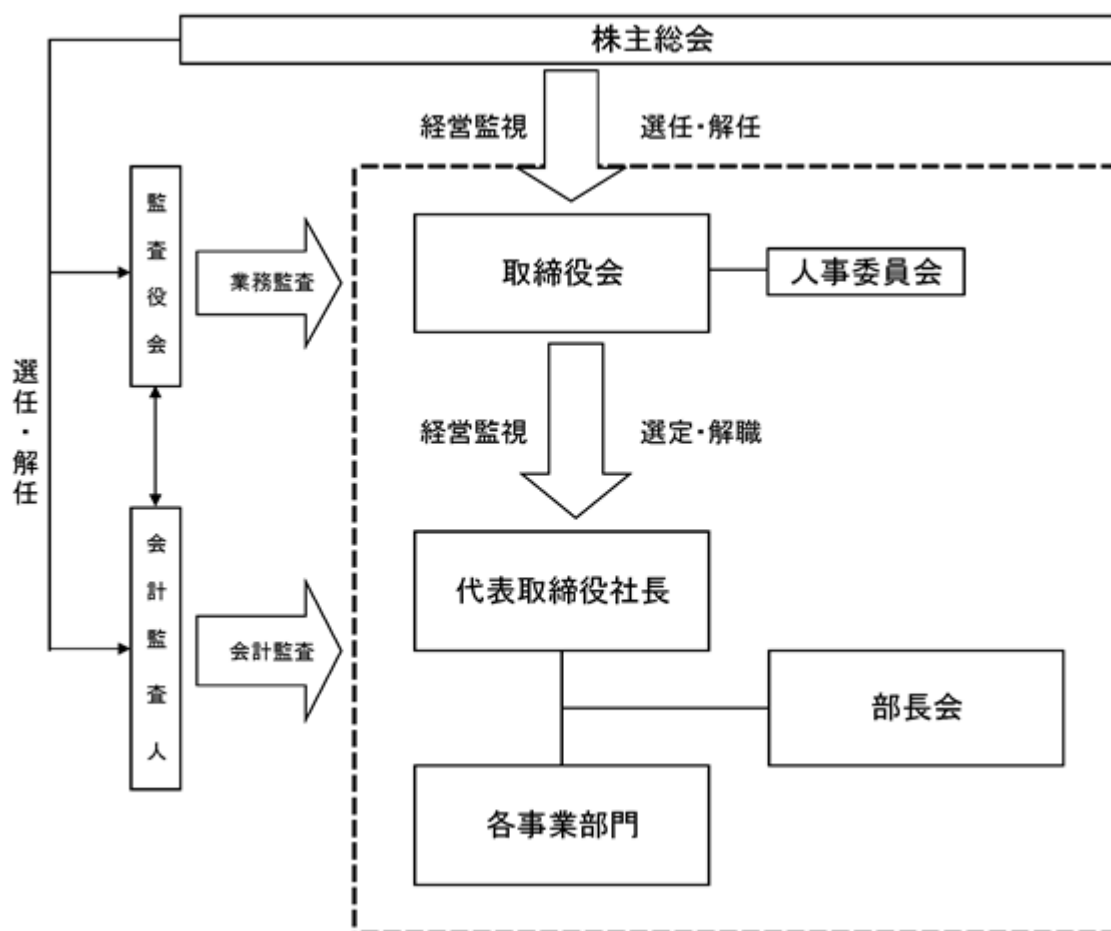 株主総会
経営監視
選任・解任
監査役会
業務監査
取締役会
人事委員会
選任・解任
経営監視
選定・解職
会計監査人
会計監査
代表取締役社長
部長会
各事業部門